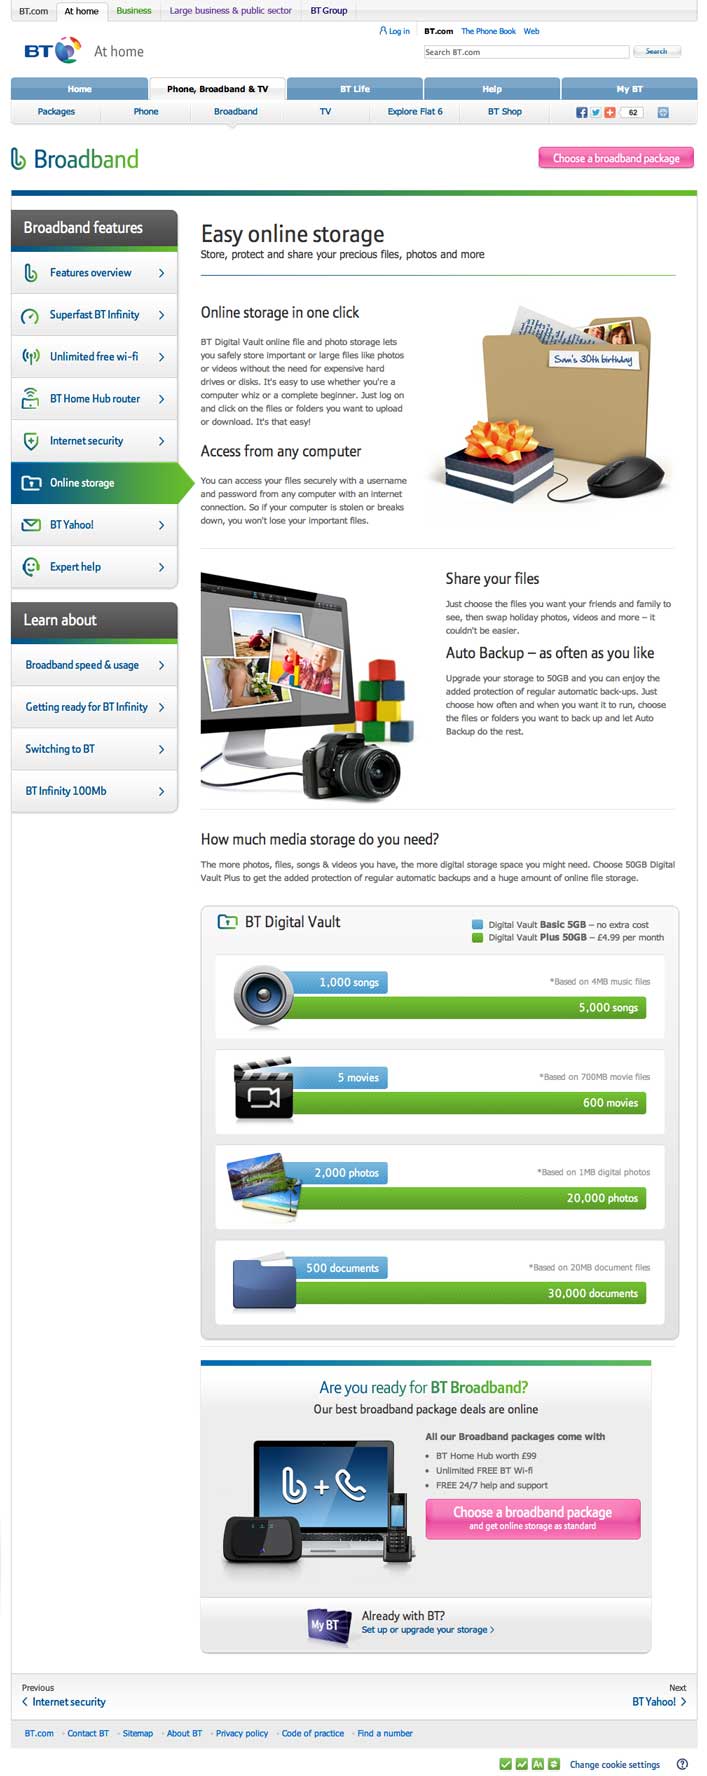 BT.com At home Business Large business & public sector BT Group
Log in BT.com The Phone Book Web
BT At home
Search BT.com Search
Home Phone, Broadband & TV BT Life Help My BT
Packages Phone Broadband TV Explore Flat 6 BT Shop 62
Broadband
Choose a broadband package
Broadband features
Features overview
Superfast BT Infinity
Unlimited free wi-fi
BT Home Hub router
Internet security
Online storage
BT Yahoo!
Expert help
Learn about
Broadband speed & usage
Getting ready for BT Infinity
Switching to BT
BT Infinity 100Mb
Easy online storage
Store, protect and share your precious files, photos and more
Online storage in one click
BT Digital Vault online file and photo storage lets
you safely store important or large files like photos
or videos without the need for expensive hard
drives or disks. It's easy to use whether you're a
computer whiz or a complete beginner. Just log on
and click on the files or folders you want to upload
or download. It's that easy!
Sam's 30th birthday
Access from any computer
You can access your files securely with a username
and password from any computer with an internet
connection. So if your computer is stolen or breaks
down, you won't lose your important files.
Share your files
Just choose the files you want your friends and family to
see, then swap holiday photos, videos and more – it
couldn't be easier.
Auto Backup – as often as you like
Upgrade your storage to 50GB and you can enjoy the
added protection of regular automatic back-ups. Just
choose how often and when you want it to run, choose
the files or folders you want to back up and let Auto
Backup do the rest.
How much media storage do you need?
The more photos, files, songs & videos you have, the more digital storage space you might need. Choose 50GB Digital
Vault Plus to get the added protection of regular automatic backups and a huge amount of online file storage.
BT Digital Vault
Digital Vault Basic 5GB – no extra cost
Digital Vault Plus 50GB – £4.99 per month
1,000 songs *Based on 4MB music files
5,000 songs
5 movies *Based on 700MB movie files
600 movies
2,000 photos *Based on 1MB digital photos
20,000 photos
500 documents *Based on 20MB document files
30,000 documents
Are you ready for BT Broadband?
Our best broadband package deals are online
All our Broadband packages come with
• BT Home Hub worth £99
• Unlimited FREE BT Wi-fi
• FREE 24/7 help and support
Choose a broadband package
and get online storage as standard
My BT
Already with BT?
Set up or upgrade your storage >
Previous Next
< Internet security BT Yahoo! >
BT.com Contact BT Sitemap About BT Privacy policy Code of practice Find a number
Change cookie settings ?